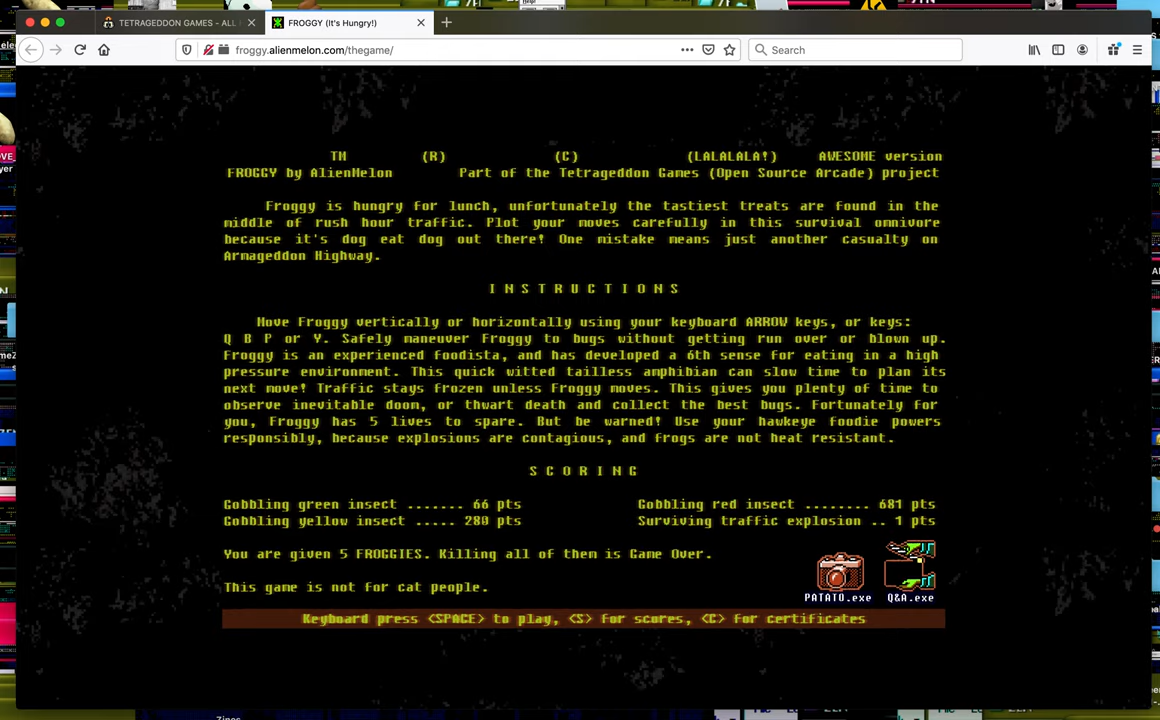 TETRAGEDDON GAMES - ALL
FROGGY (It's Hungry!)
froggy.alienmelon.com/thegame/
Search
TM (R) (C) (LALALALA!) AWESOME version
FROGGY by AlienMelon Part of the Tetrageddon Games (Open Source Arcade) project
Froggy is hungry for lunch, unfortunately the tastiest treats are found in the
middle of rush hour traffic. Plot your moves carefully in this survival omnivore
because it's dog eat dog out there! One mistake means just another casualty on
Armageddon Highway.
I N S T R U C T I O N S
Move Froggy vertically or horizontally using your keyboard ARROW keys, or keys:
Q B P or Y. Safely maneuver Froggy to bugs without getting run over or blown up.
Froggy is an experienced foodista, and has developed a 6th sense for eating in a high
pressure environment. This quick witted tailless amphibian can slow time to plan its
next move! Traffic stays frozen unless Froggy moves. This gives you plenty of time to
observe inevitable doom, or thwart death and collect the best bugs. Fortunately for
you, Froggy has 5 lives to spare. But be warned! Use your hawkeye foodie powers
responsibly, because explosions are contagious, and frogs are not heat resistant.
S C O R I N G
Gobbling green insect ....... 66 pts Gobbling red insect ........ 681 pts
Gobbling yellow insect ..... 280 pts Surviving traffic explosion .. 1 pts
You are given 5 FROGGIES. Killing all of them is Game Over.
This game is not for cat people.
PATATO.exe Q&A.exe
Keyboard press <SPACE> to play, <S> for scores, <C> for certificates
Zines